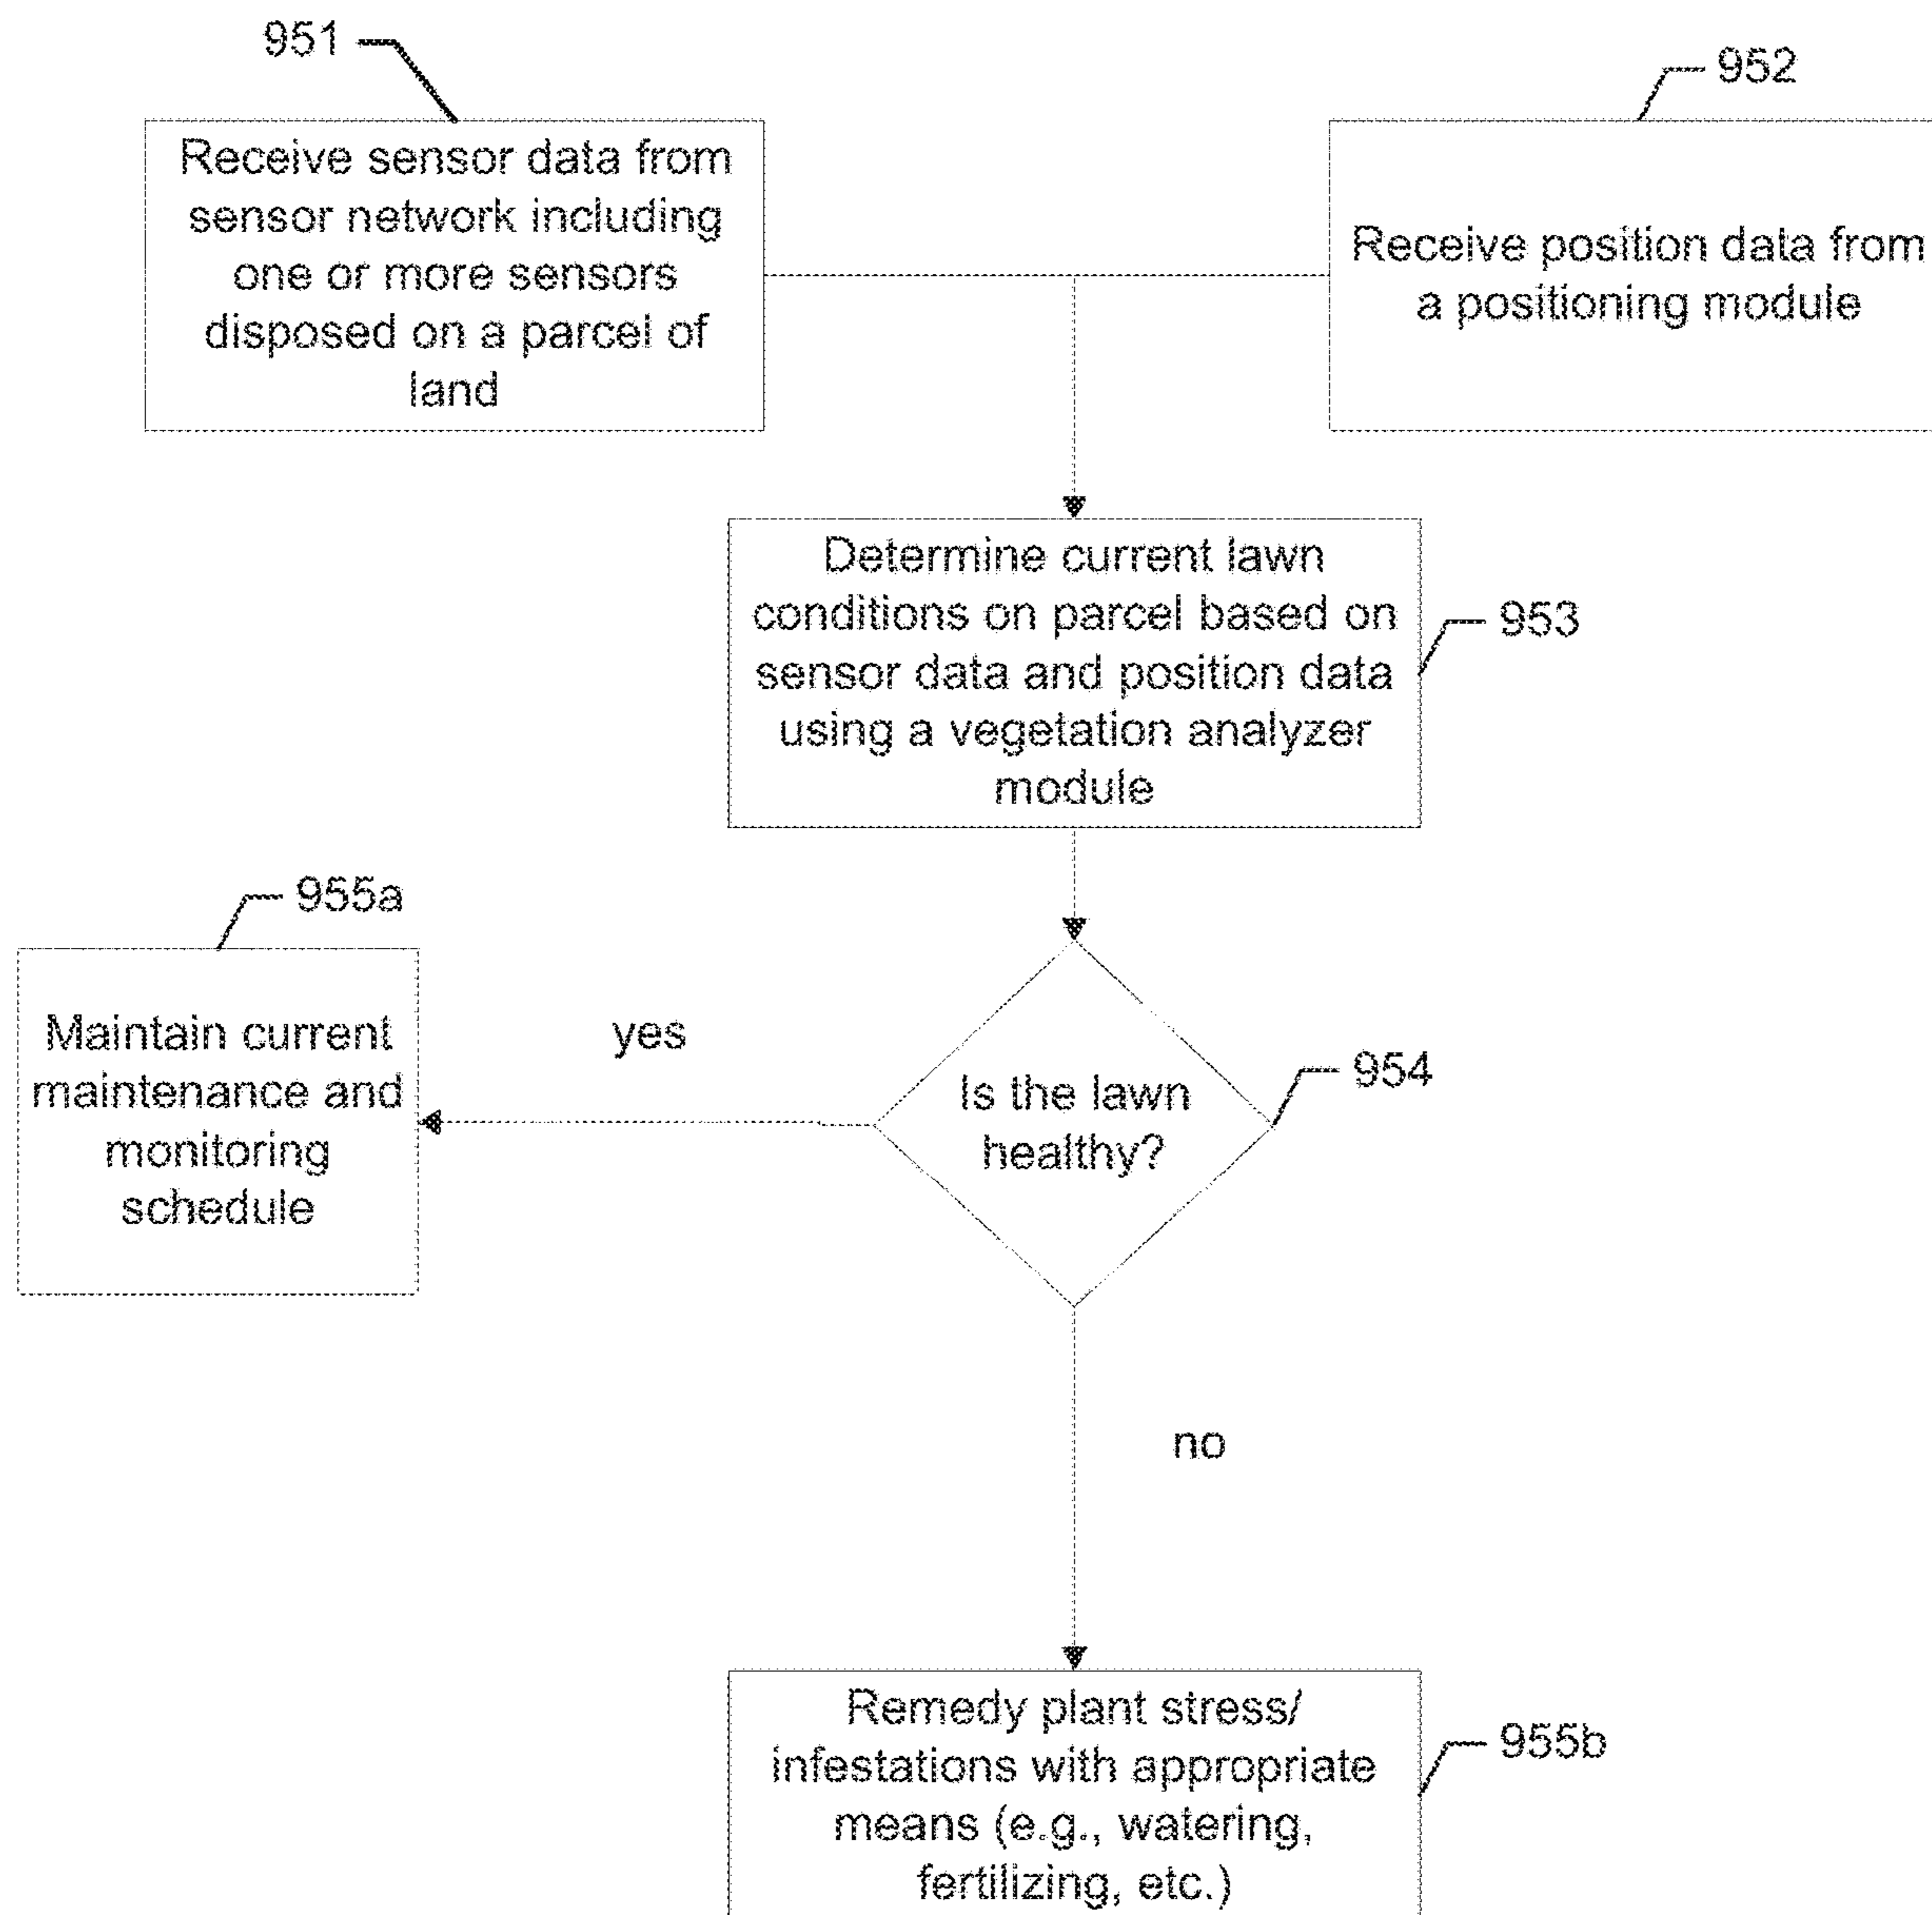 951
952
Receive sensor data from
sensor network including
one or more sensors
disposed on a parcel of
land
Receive position data from
a positioning module
Determine current lawn
conditions on parcel based on
sensor data and position data
using a vegetation analyzer
module
953
955a
Maintain current
maintenance and
monitoring
schedule
yes
Is the lawn
healthy?
954
no
Remedy plant stress/
infestations with appropriate
means (e.g., watering,
fertilizing, etc.)
955b